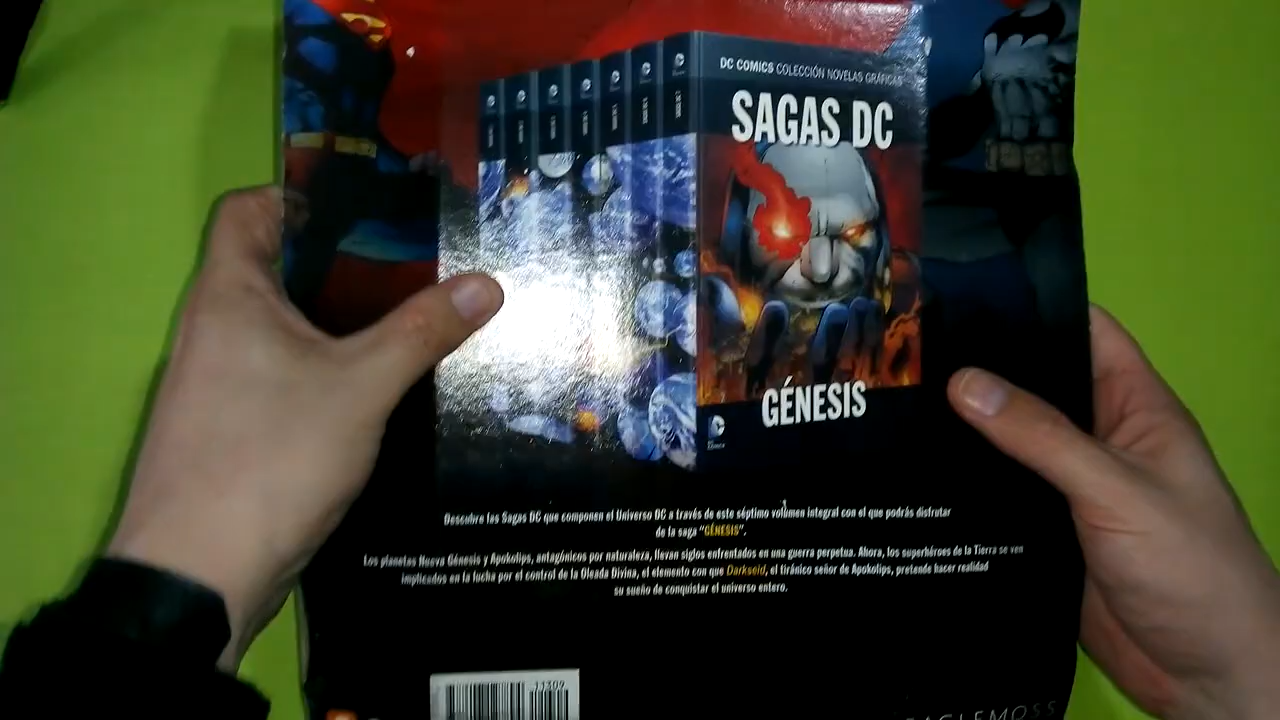 DC COMICS COLECCIÓN NOVELAS GRÁFICAS
SAGAS DC
GÉNESIS
Descubre las Sagas DC que componen el Universo DC a través de este séptimo volumen integral con el que podrás disfrutar
de la saga "GÉNESIS".
Los planetas Nueva Génesis y Apokolips, antagónicos por naturaleza, llevan siglos enfrentados en una guerra perpetua. Ahora, los superhéroes de la Tierra se ven
implicados en la lucha por el control de la Oleada Divina, el elemento con que Darkseid, el tiránico señor de Apokolips, pretende hacer realidad
su sueño de conquistar el universo entero.
11309
EAGLEMOSS